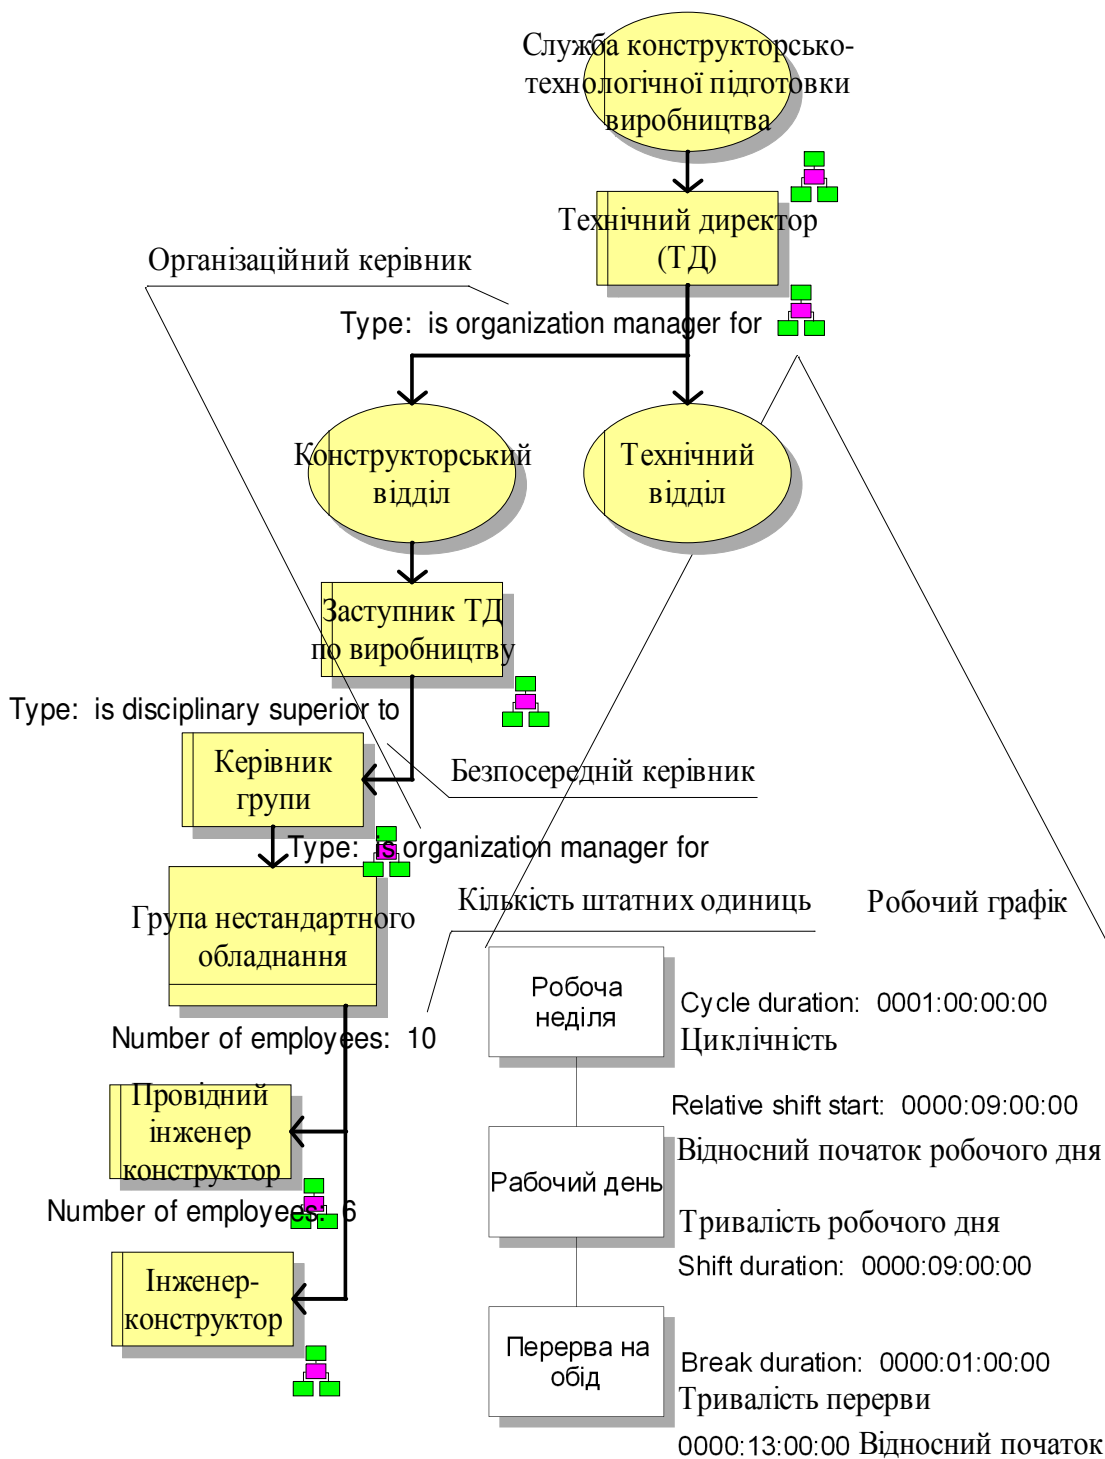 Служба конструкторсько-
технологічної підготовки
виробництва
Технічний директор
(ТД)
Організаційний керівник
Type: is organization manager for
Конструкторський
відділ
Технічний
відділ
Заступник ТД
по виробництву
Type: is disciplinary superior to
Керівник
групи
Безпосередній керівник
Type: is organization manager for
Група нестандартного
обладнання
Кількість штатних одиниць
Робочий графік
Number of employees: 10
Робоча
неділя
Cycle duration: 0001:00:00:00
Циклічність
Провідний
інженер
конструктор
Relative shift start: 0000:09:00:00
Відносний початок робочого дня
Рабочий день
Number of employees: 6
Тривалість робочого дня
Shift duration: 0000:09:00:00
Інженер-
конструктор
Перерва на
обід
Break duration: 0000:01:00:00
Тривалість перерви
0000:13:00:00 Відносний початок